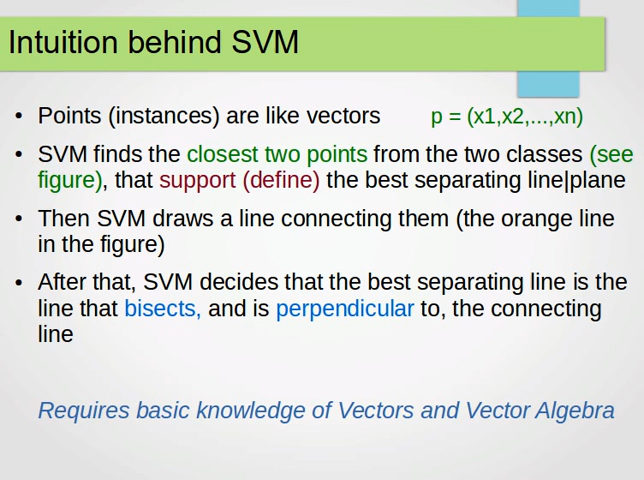 Intuition behind SVM
• Points (instances) are like vectors p = (x1,x2,...,xn)
• SVM finds the closest two points from the two classes (see
figure), that support (define) the best separating line|plane
• Then SVM draws a line connecting them (the orange line
in the figure)
• After that, SVM decides that the best separating line is the
line that bisects, and is perpendicular to, the connecting
line
Requires basic knowledge of Vectors and Vector Algebra